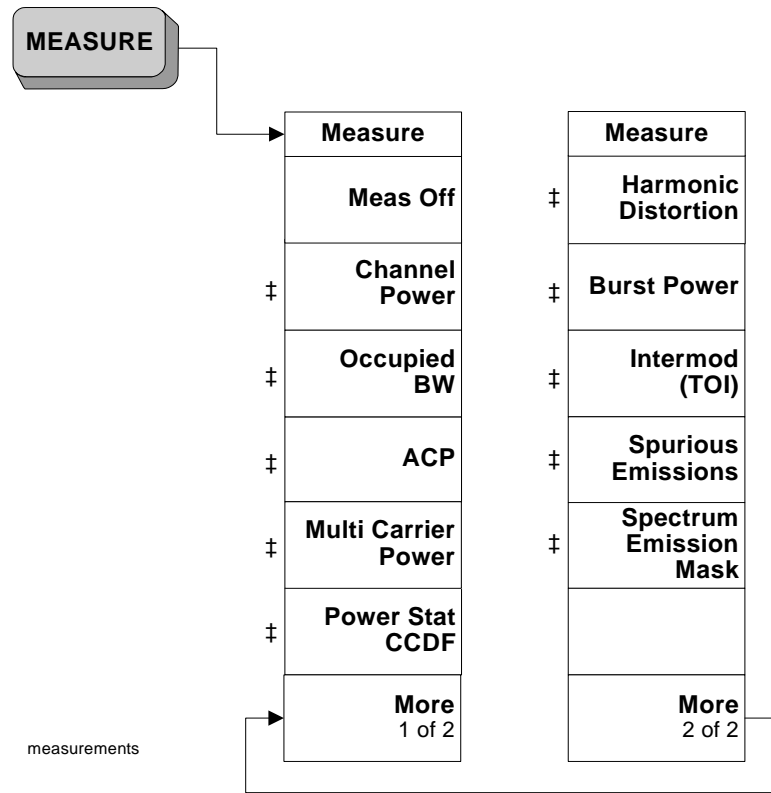 MEASURE
Measure
Meas Off
‡ Channel
Power
‡ Occupied
BW
‡ ACP
‡ Multi Carrier
Power
‡ Power Stat
CCDF
More
1 of 2
Measure
‡ Harmonic
Distortion
‡ Burst Power
‡ Intermod
(TOI)
‡ Spurious
Emissions
‡ Spectrum
Emission
Mask
More
2 of 2
measurements